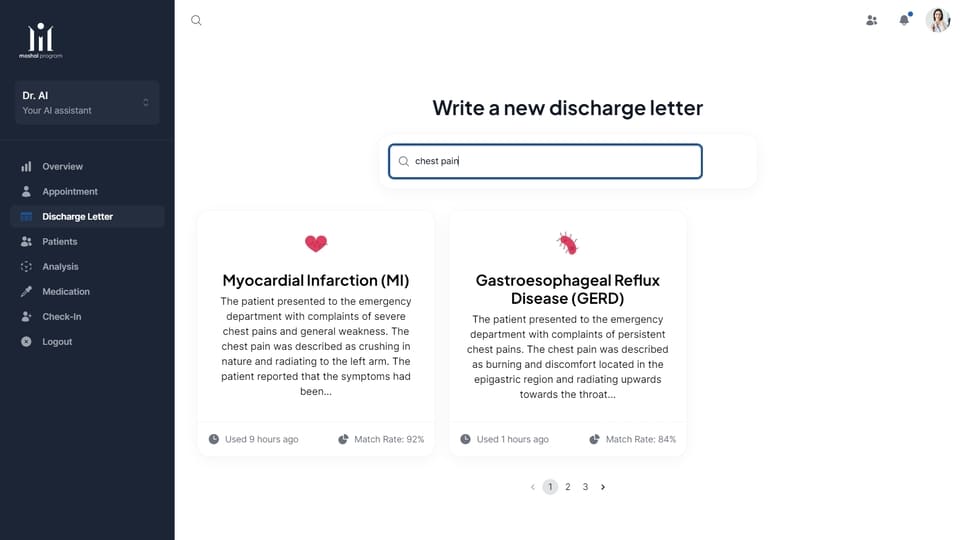 mashal program
Dr. AI
Your AI assistant
Overview
Appointment
Discharge Letter
Patients
Analysis
Medication
Check-In
Logout
Write a new discharge letter
chest pain
Myocardial Infarction (MI)
The patient presented to the emergency
department with complaints of severe
chest pains and general weakness. The
chest pain was described as crushing in
nature and radiating to the left arm. The
patient reported that the symptoms had
been...
Used 9 hours ago
Match Rate: 92%
Gastroesophageal Reflux
Disease (GERD)
The patient presented to the emergency
department with complaints of persistent
chest pains. The chest pain was described
as burning and discomfort located in the
epigastric region and radiating upwards
towards the throat...
Used 1 hours ago
Match Rate: 84%
1 2 3